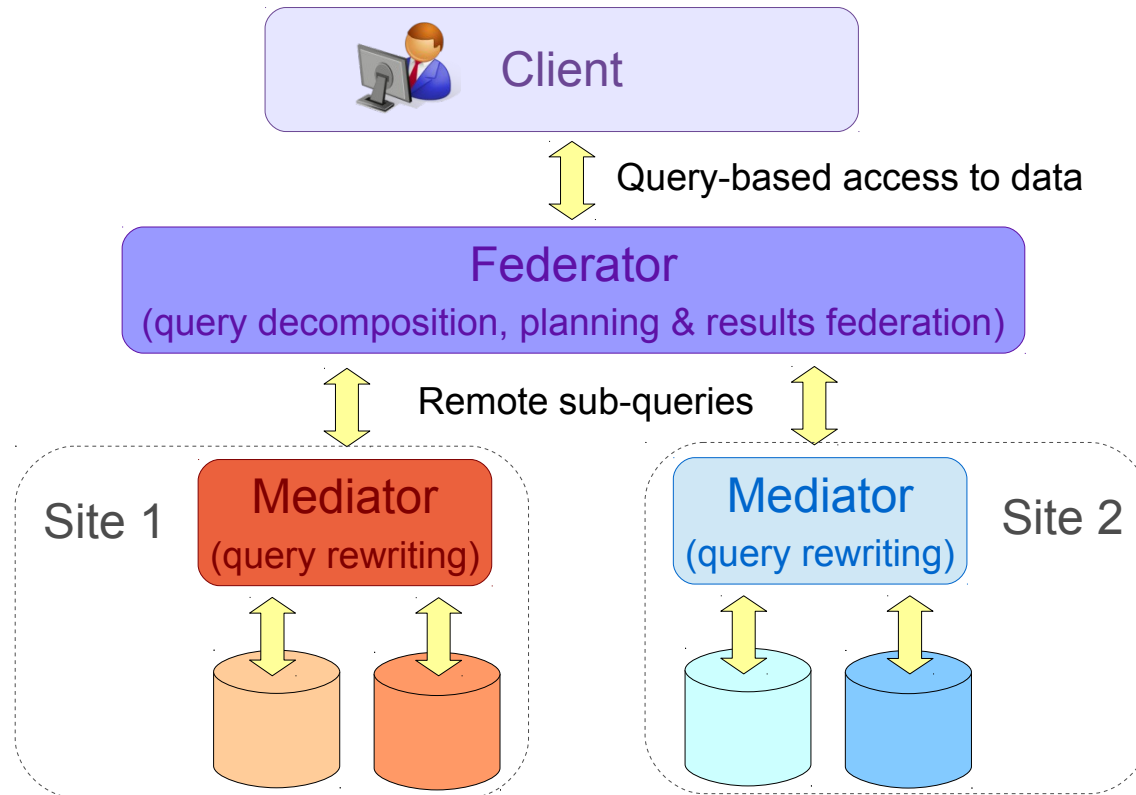 Client
Query-based access to data
Federator
(query decomposition, planning & results federation)
Remote sub-queries
Site 1
Mediator
(query rewriting)
Mediator
(query rewriting)
Site 2